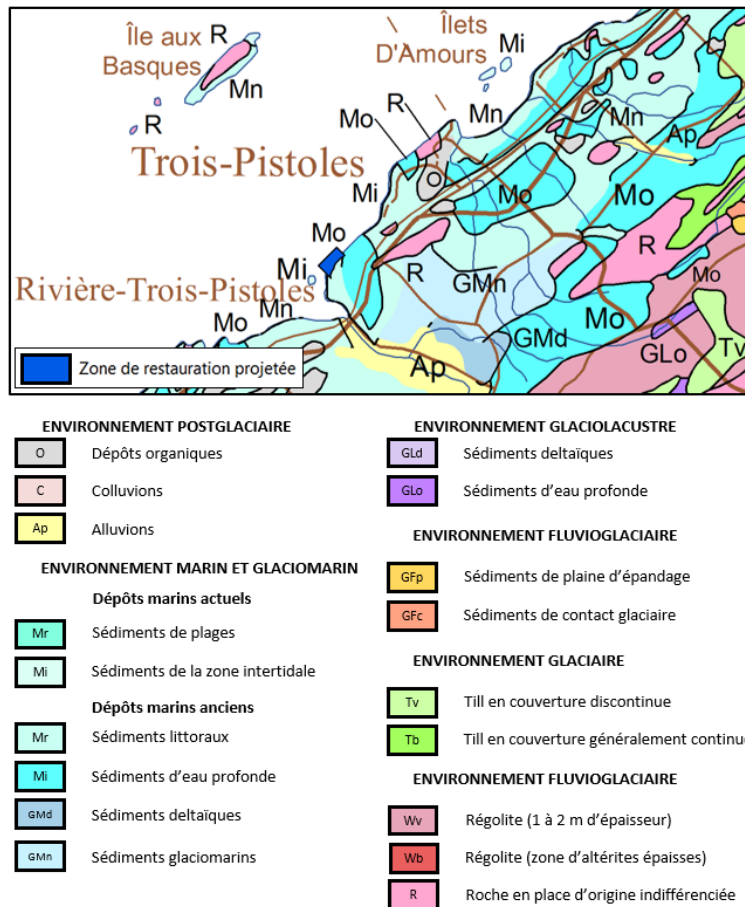 Île aux
Basques
R
Mn
R
Îlets
D'Amours
Mi
Mn
R
Mo
Trois-Pistoles
O
Mi
Mo
Mn
Ap
Mo
R
Mo
Mo
Mi
R
GMn
Rivière-Trois-Pistoles
Mn
Mo
GMd
Mo
GLo
Tv
Ap
Zone de restauration projetée
ENVIRONNEMENT POSTGLACIAIRE
O Dépôts organiques
C Colluvions
Ap Alluvions
ENVIRONNEMENT MARIN ET GLACIOMARIN
Dépôts marins actuels
Mr Sédiments de plages
Mi Sédiments de la zone intertidale
Dépôts marins anciens
Mr Sédiments littoraux
Mi Sédiments d'eau profonde
GMd Sédiments deltaïques
GMn Sédiments glaciomarins
ENVIRONNEMENT GLACIOLACUSTRE
GLd Sédiments deltaïques
GLo Sédiments d'eau profonde
ENVIRONNEMENT FLUVIOGLACIAIRE
GFp Sédiments de plaine d'épandage
GFc Sédiments de contact glaciaire
ENVIRONNEMENT GLACIAIRE
Tv Till en couverture discontinue
Tb Till en couverture généralement continu
ENVIRONNEMENT FLUVIOGLACIAIRE
Wv Régolite (1 à 2 m d'épaisseur)
Wb Régolite (zone d'altérites épaisses)
R Roche en place d'origine indifférenciée